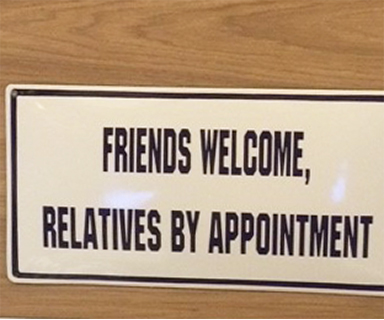 FRIENDS WELCOME,
RELATIVES BY APPOINTMENT